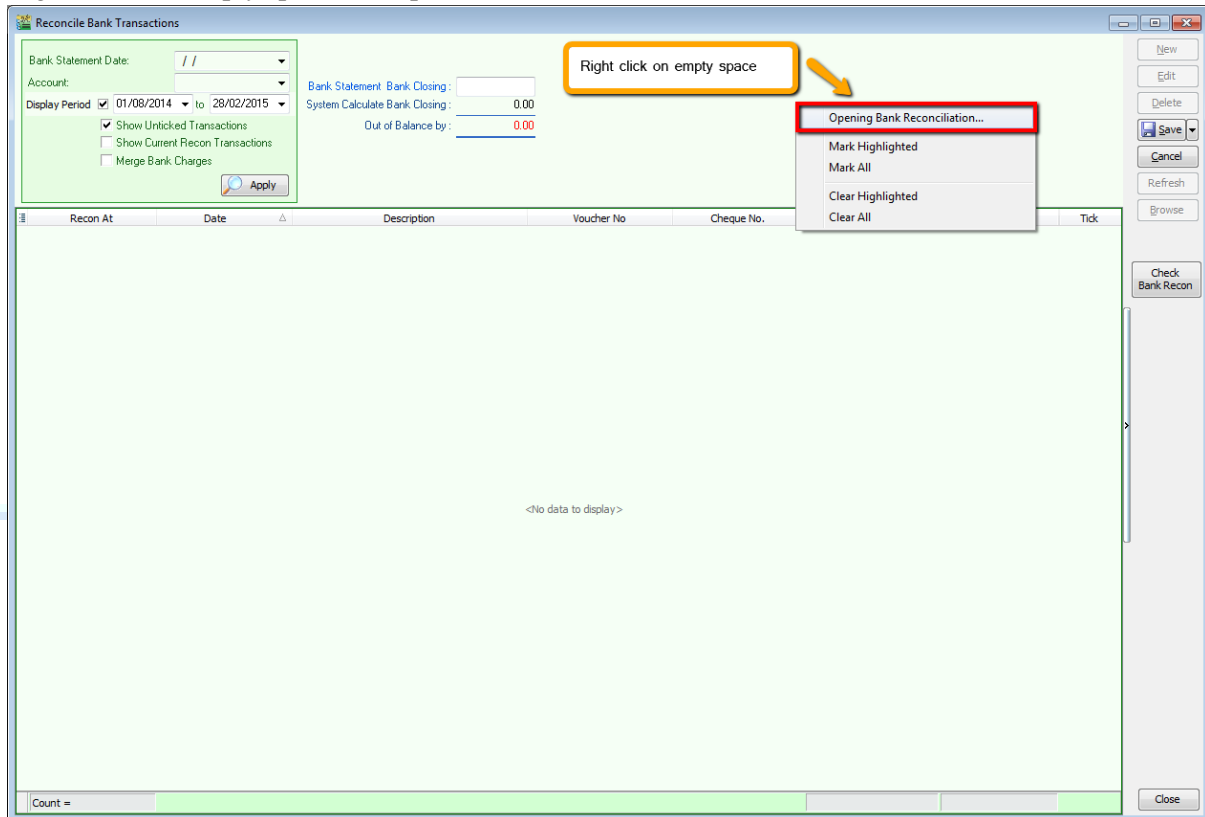 Reconcile Bank Transactions
Bank Statement Date: / /
Account:
Display Period 01/08/2014 to 28/02/2015
Show Unticked Transactions
Show Current Recon Transactions
Merge Bank Charges
Apply
Bank Statement Bank Closing :
System Calculate Bank Closing : 0.00
Out of Balance by : 0.00
Right click on empty space
Opening Bank Reconciliation...
Mark Highlighted
Mark All
Clear Highlighted
Clear All
New
Edit
Delete
Save
Cancel
Refresh
Browse
Check
Bank Recon
Recon At Date Description Voucher No Cheque No. Tick
<No data to display>
Count =
Close